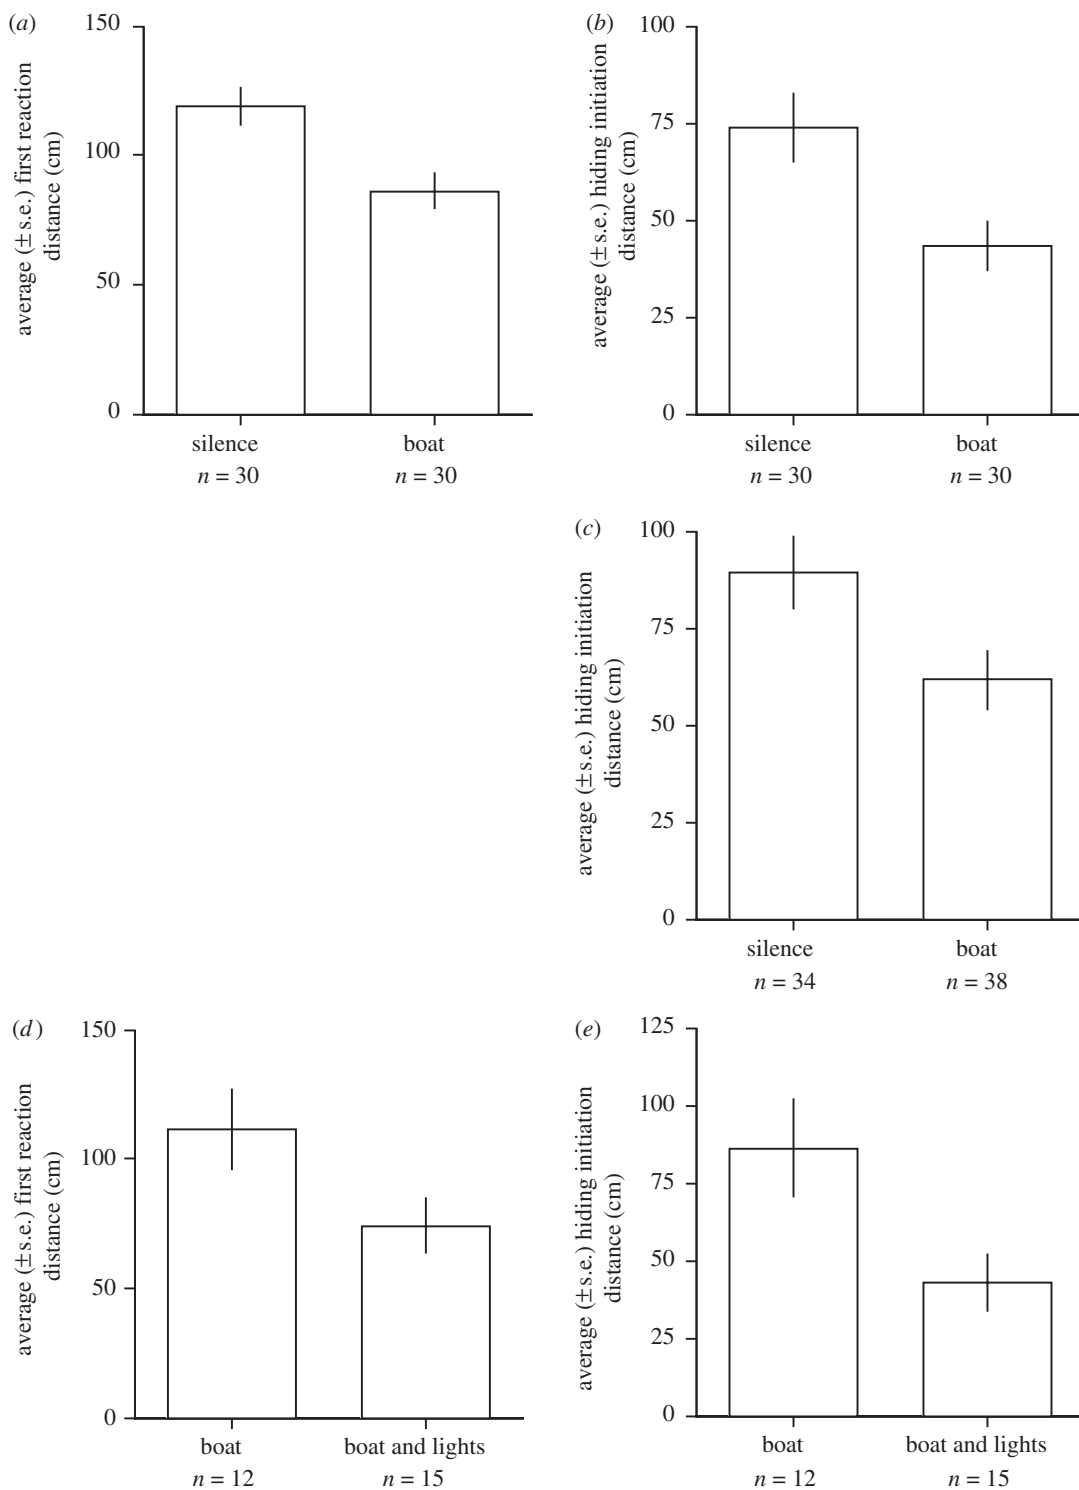 (a)
average (± s.e.) first reaction
distance (cm)
150
100
50
0
silence
boat
n = 30
n = 30
(b)
average (± s.e.) hiding initiation
distance (cm)
100
75
50
25
0
silence
boat
n = 30
n = 30
(c)
average (± s.e.) hiding initiation
distance (cm)
100
75
50
25
0
silence
boat
n = 34
n = 38
(d)
average (± s.e.) first reaction
distance (cm)
150
100
50
0
boat
boat and lights
n = 12
n = 15
(e)
average (± s.e.) hiding initiation
distance (cm)
125
100
75
50
25
0
boat
boat and lights
n = 12
n = 15